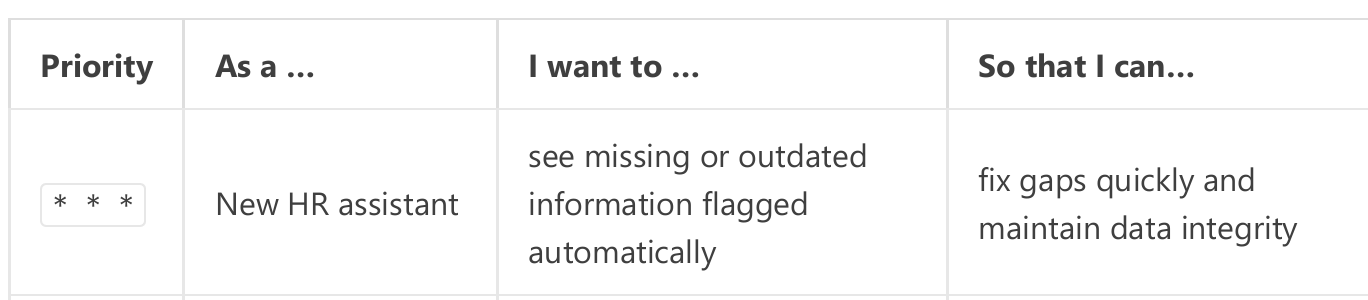 Priority As a … I want to … So that I can…
* * * New HR assistant see missing or outdated information flagged automatically fix gaps quickly and maintain data integrity